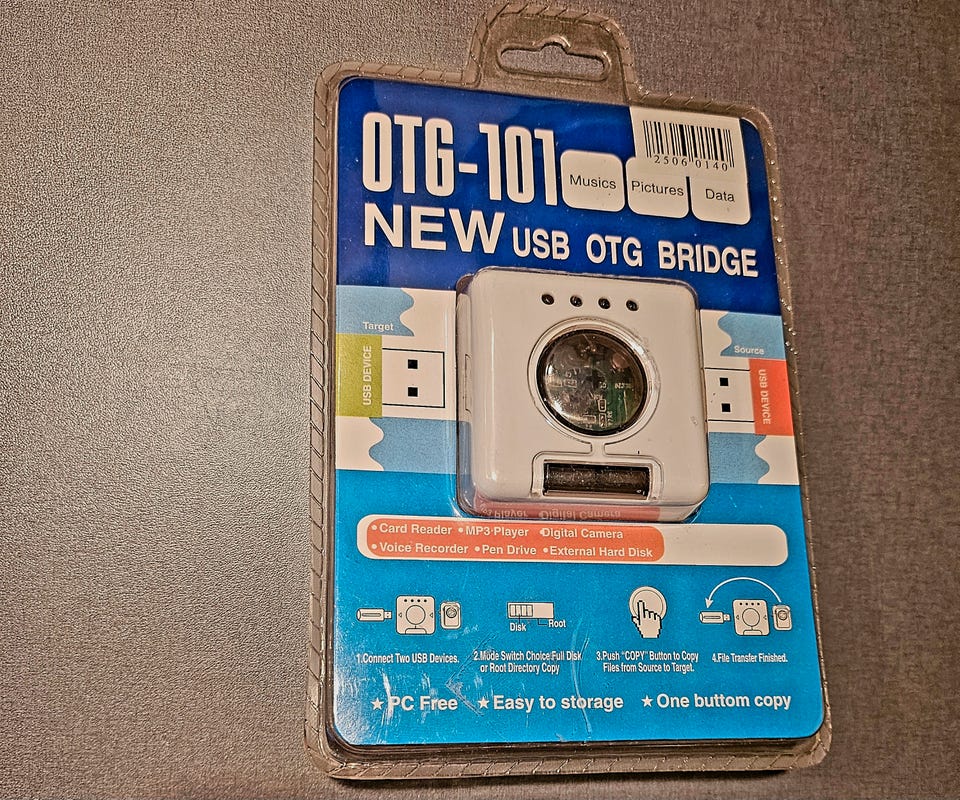 OTG-101
2506 0140
Musics
Pictures
Data
NEW USB OTG BRIDGE
Target
USB DEVICE
Source
USB DEVICE
Player Digital Camera
•Card Reader •MP3 Player •Digital Camera
•Voice Recorder •Pen Drive •External Hard Disk
Disk
Root
1.Connect Two USB Devices.
2.Mode Switch Choice:Full Disk
or Root Directory Copy
3.Push "COPY" Button to Copy
Files from Source to Target.
4.File Transfer Finished.
★PC Free ★Easy to storage ★One buttom copy